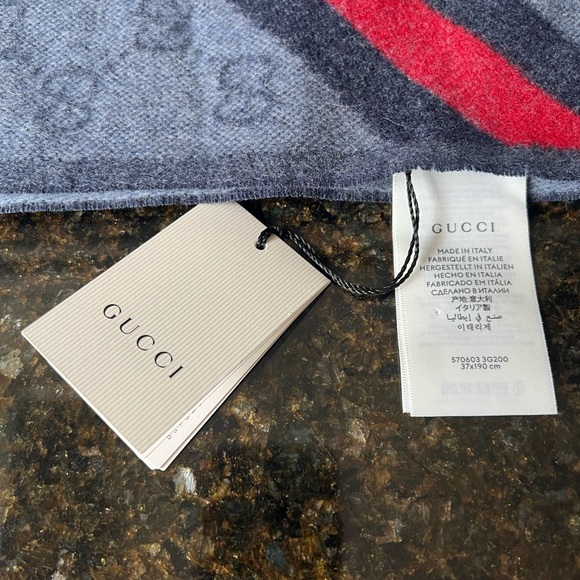 GUCCI
GUCCI
MADE IN ITALY
FABRIQUÉ EN ITALIE
HERGESTELLT IN ITALIEN
HECHO EN ITALIA
FABRICADO EM ITÁLIA
СДЕЛАНО В ИТАЛИИ
产地:意大利
イタリア製
صنع في إيطاليا
이태리제
570603 3G200
37x190 cm